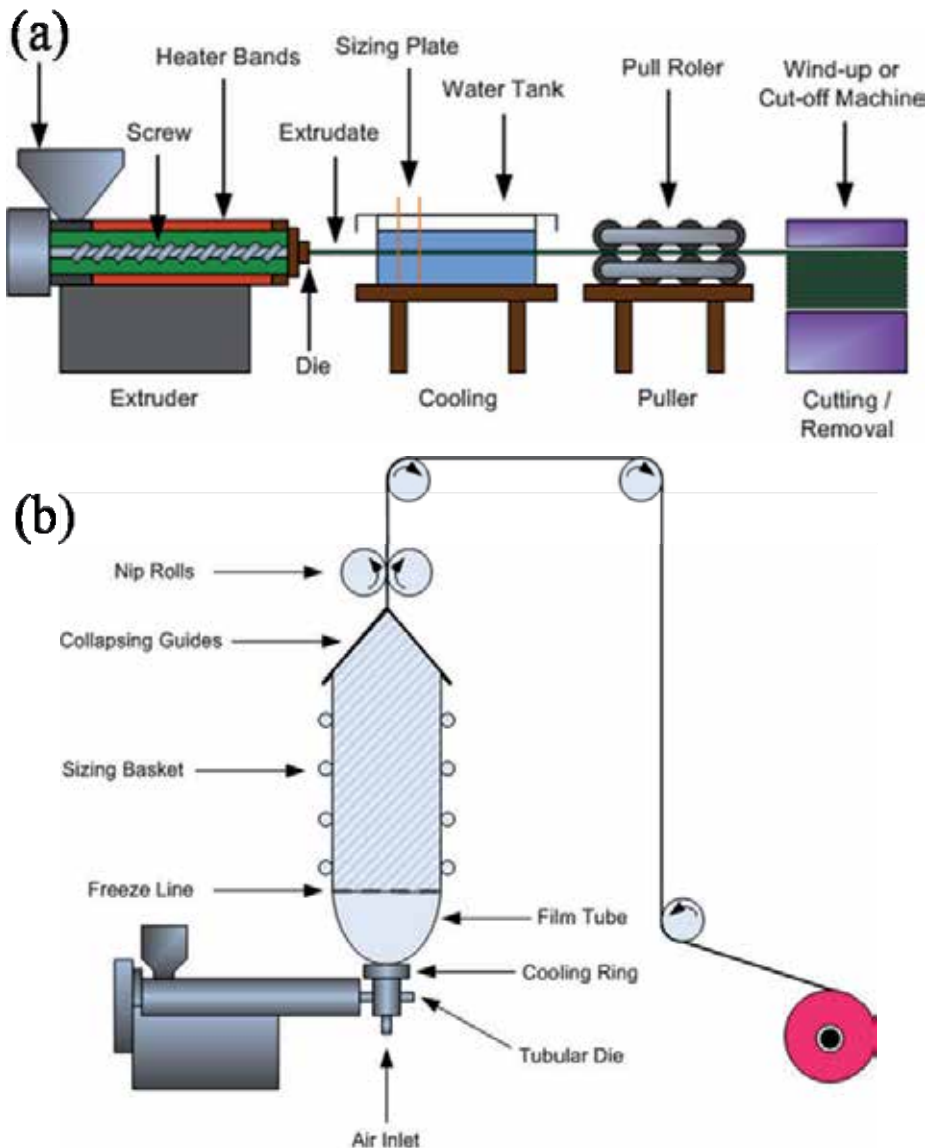 (a)
Heater Bands
Screw
Extrudate
Sizing Plate
Water Tank
Pull Roler
Wind-up or
Cut-off Machine
Die
Extruder
Cooling
Puller
Cutting /
Removal
(b)
Nip Rolls
Collapsing Guides
Sizing Basket
Freeze Line
Film Tube
Cooling Ring
Tubular Die
Air Inlet